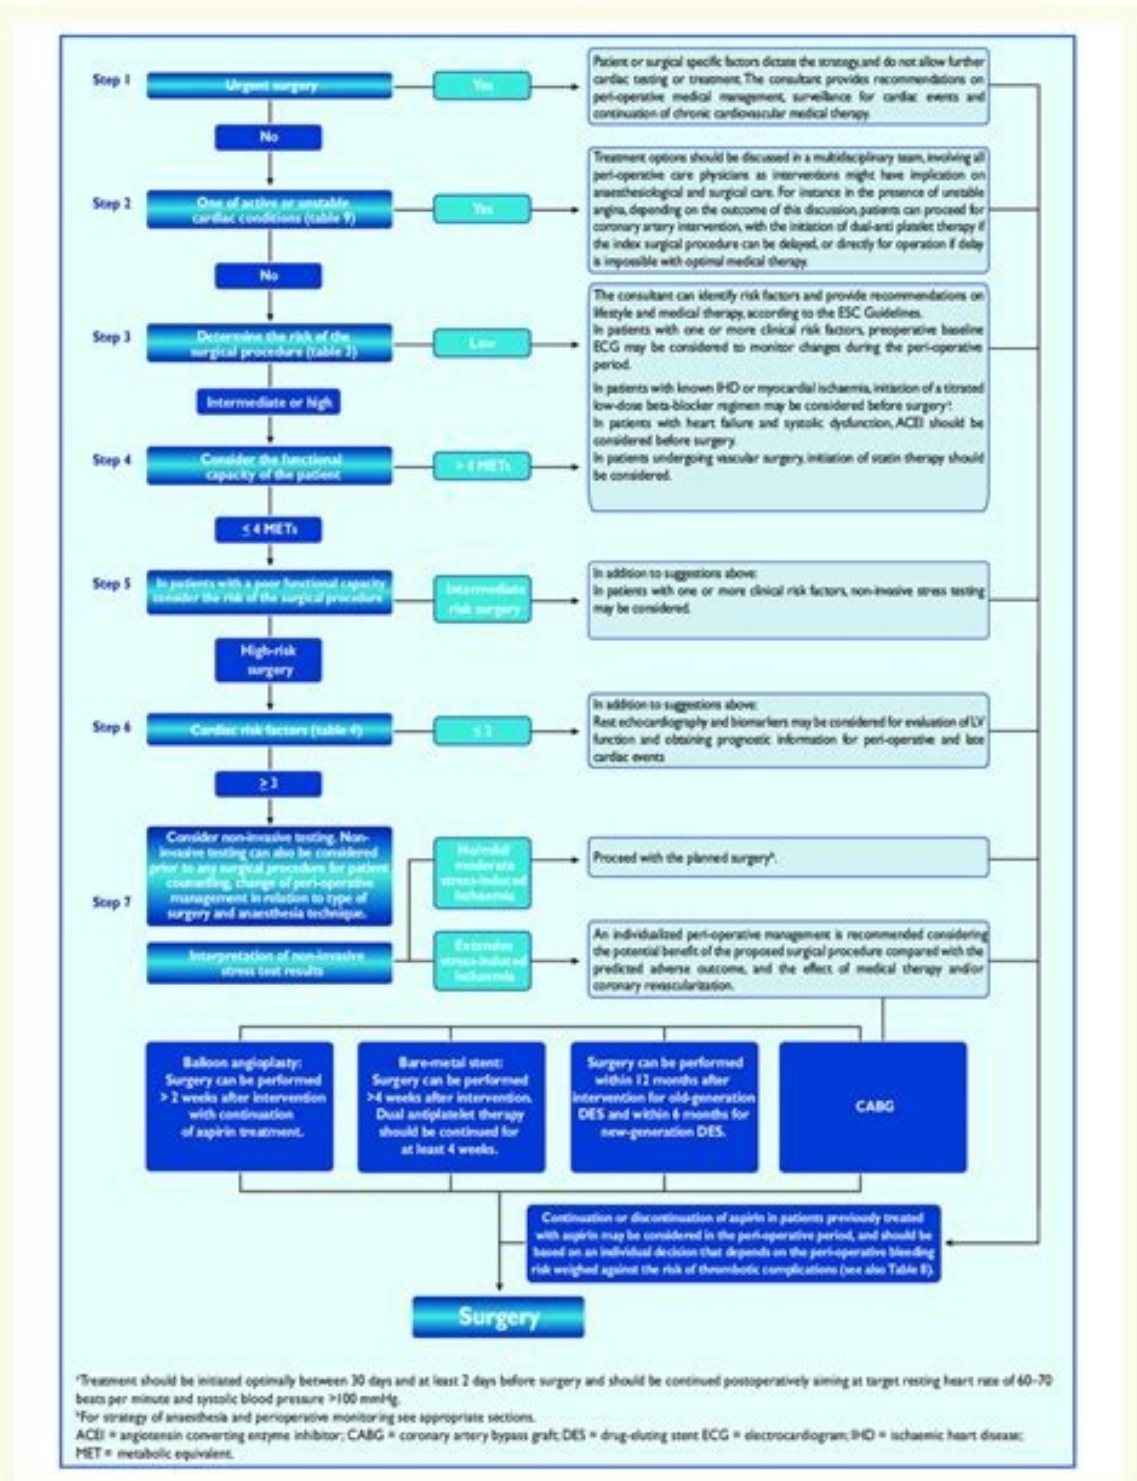 Step 1
Urgent surgery
Yes
Patient or surgical specific factors dictate the strategy, and do not allow further
cardiac testing or treatment. The consultant provides recommendations on
peri-operative medical management, surveillance for cardiac events and
continuation of chronic cardiovascular medical therapy.
No
Step 2
One of active or unstable
cardiac conditions (table 9)
Yes
Treatment options should be discussed in a multidisciplinary team, involving all
peri-operative care physicians as interventions might have implication on
anaesthesiological and surgical care. For instance in the presence of unstable
angina, depending on the outcome of this discussion, patients can proceed for
coronary artery intervention, with the initiation of dual-anti platelet therapy if
the index surgical procedure can be delayed, or directly for operation if delay
is impossible with optimal medical therapy.
No
Step 3
Determine the risk of the
surgical procedure (table 3)
Low
The consultant can identify risk factors and provide recommendations on
lifestyle and medical therapy, according to the ESC Guidelines.
In patients with one or more clinical risk factors, preoperative baseline
ECG may be considered to monitor changes during the peri-operative
period.
Intermediate or high
In patients with known IHD or myocardial ischaemia, initiation of a titrated
low-dose beta-blocker regimen may be considered before surgeryᵃ.
In patients with heart failure and systolic dysfunction, ACEI should be
considered before surgery.
In patients undergoing vascular surgery, initiation of statin therapy should
be considered.
Step 4
Consider the functional
capacity of the patient
> 4 METs
≤ 4 METs
Step 5
In patients with a poor functional capacity
consider the risk of the surgical procedure
Intermediate
risk surgery
In addition to suggestions above:
In patients with one or more clinical risk factors, non-invasive stress testing
may be considered.
High-risk
surgery
Step 6
Cardiac risk factors (table 4)
≤ 2
In addition to suggestions above:
Rest echocardiography and biomarkers may be considered for evaluation of LV
function and obtaining prognostic information for peri-operative and late
cardiac events
≥ 3
Step 7
Consider non-invasive testing. Non-
invasive testing can also be considered
prior to any surgical procedure for patient
counselling, change of peri-operative
management in relation to type of
surgery and anaesthesia technique.
No/mild/
moderate
stress-induced
ischaemia
Proceed with the planned surgeryᵇ.
Interpretation of non-invasive
stress test results
Extensive
stress-induced
ischaemia
An individualized peri-operative management is recommended considering
the potential benefit of the proposed surgical procedure compared with the
predicted adverse outcome, and the effect of medical therapy and/or
coronary revascularization.
Balloon angioplasty:
Surgery can be performed
> 2 weeks after intervention
with continuation
of aspirin treatment.
Bare-metal stent:
Surgery can be performed
>4 weeks after intervention.
Dual antiplatelet therapy
should be continued for
at least 4 weeks.
Surgery can be performed
within 12 months after
intervention for old-generation
DES and within 6 months for
new-generation DES.
CABG
Continuation or discontinuation of aspirin in patients previously treated
with aspirin may be considered in the peri-operative period, and should be
based on an individual decision that depends on the peri-operative bleeding
risk weighed against the risk of thrombotic complications (see also Table 8).
Surgery
ᵃTreatment should be initiated optimally between 30 days and at least 2 days before surgery and should be continued postoperatively aiming at target resting heart rate of 60–70
beats per minute and systolic blood pressure >100 mmHg.
ᵇFor strategy of anaesthesia and perioperative monitoring see appropriate sections.
ACEI = angiotensin converting enzyme inhibitor; CABG = coronary artery bypass graft; DES = drug-eluting stent ECG = electrocardiogram; IHD = ischaemic heart disease;
MET = metabolic equivalent.